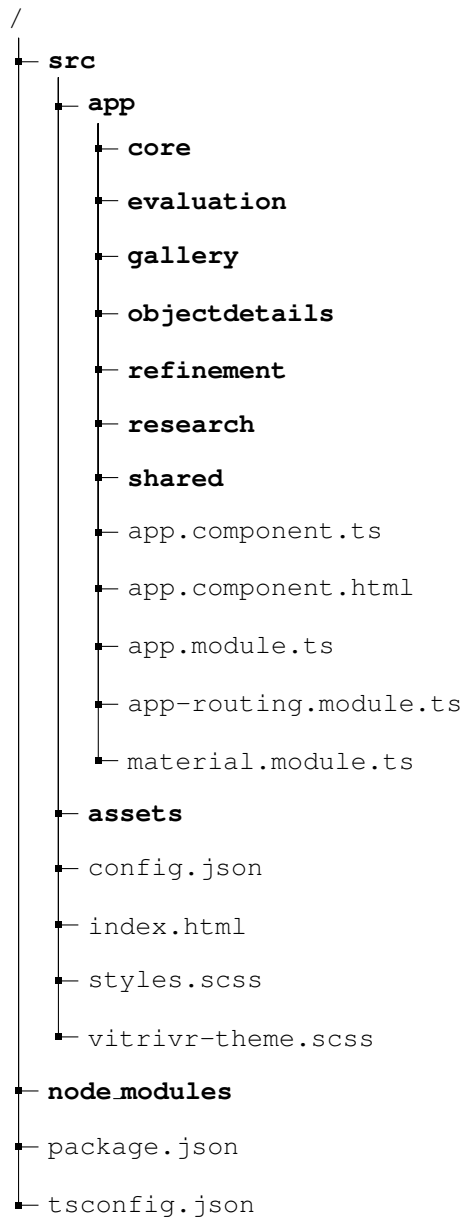 /
src
app
core
evaluation
gallery
objectdetails
refinement
research
shared
app.component.ts
app.component.html
app.module.ts
app-routing.module.ts
material.module.ts
assets
config.json
index.html
styles.scss
vitrivr-theme.scss
node_modules
package.json
tsconfig.json